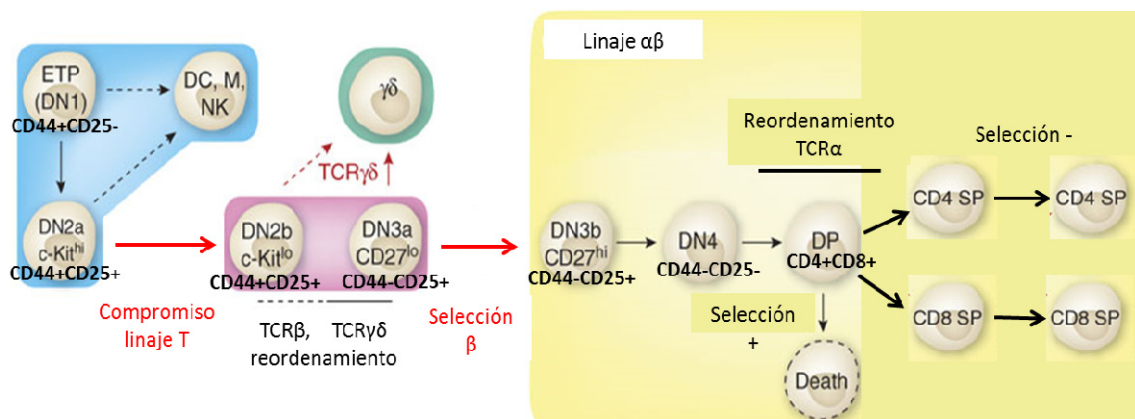 ETP
(DN1)
CD44+CD25-
DC, M,
NK
DN2a
c-Kithi
CD44+CD25+
Compromiso
linaje T
γδ
TCRγδ
DN2b
c-Kitlo
CD44+CD25+
DN3a
CD27lo
CD44-CD25+
TCRβ, TCRγδ
reordenamiento
Selección
β
Linaje αβ
DN3b
CD27hi
CD44-CD25+
DN4
CD44-CD25-
Reordenamiento
TCRα
DP
CD4+CD8+
Selección
+
Death
Selección -
CD4 SP
CD4 SP
CD8 SP
CD8 SP